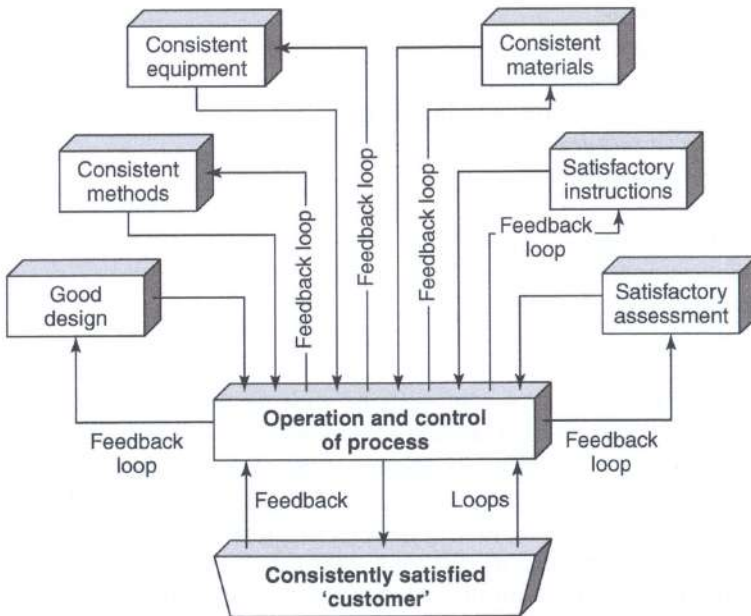 Consistent
equipment
Consistent
materials
Consistent
methods
Satisfactory
instructions
Feedback loop
Feedback loop
Feedback loop
Feedback
loop
Good
design
Satisfactory
assessment
Operation and control
of process
Feedback
loop
Feedback
loop
Feedback
Loops
Consistently satisfied
‘customer’